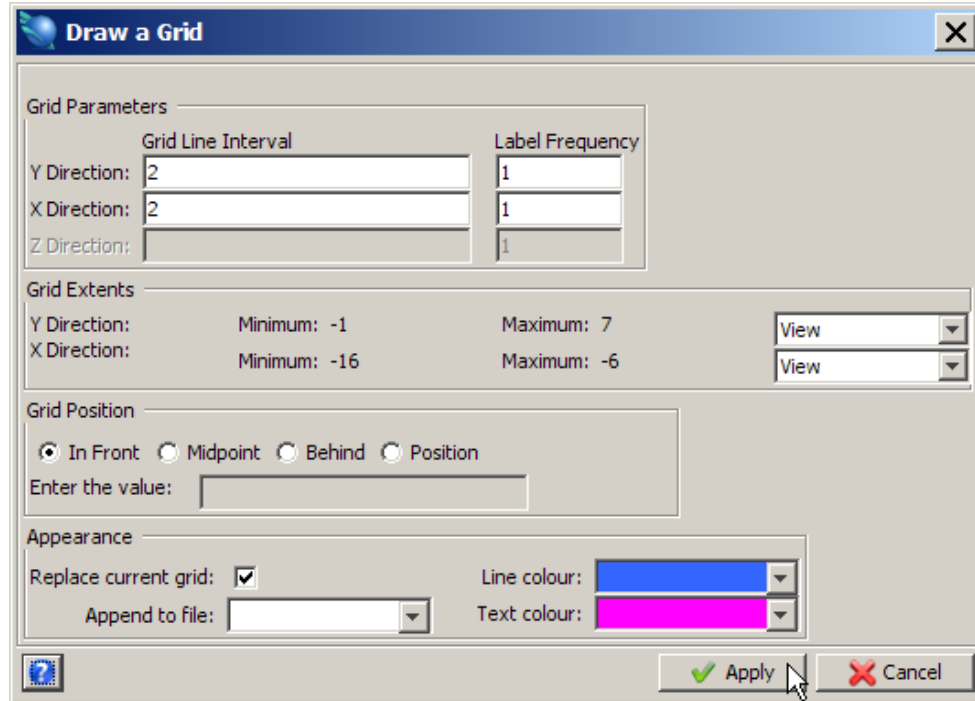 Draw a Grid
Grid Parameters
Grid Line Interval Label Frequency
Y Direction: 2 1
X Direction: 2 1
Z Direction: 1
Grid Extents
Y Direction: Minimum: -1 Maximum: 7 View
X Direction: Minimum: -16 Maximum: -6 View
Grid Position
In Front Midpoint Behind Position
Enter the value:
Appearance
Replace current grid: Line colour:
Append to file: Text colour:
? Apply Cancel